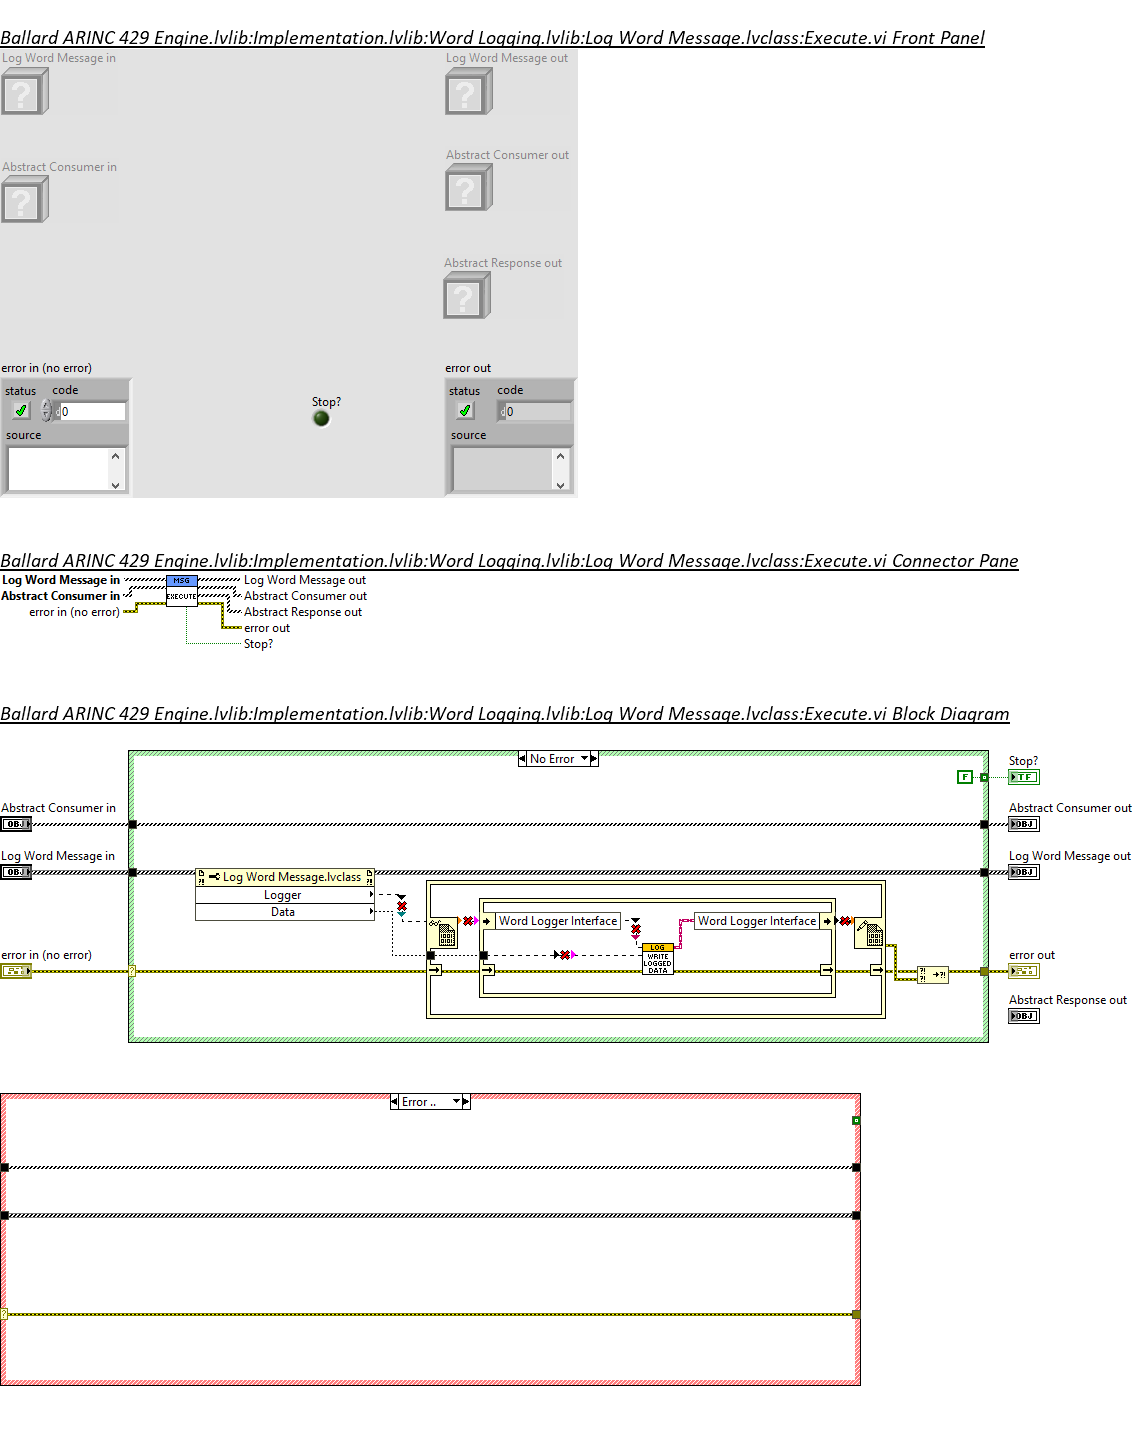 Ballard ARINC 429 Engine.lvlib:Implementation.lvlib:Word Logging.lvlib:Log Word Message.lvclass:Execute.vi Front Panel
Log Word Message in
Log Word Message out
?
?
Abstract Consumer in
Abstract Consumer out
?
?
Abstract Response out
?
error in (no error)
error out
status
code
status
code
Stop?
d
0
d
0
source
source
Ballard ARINC 429 Engine.lvlib:Implementation.lvlib:Word Logging.lvlib:Log Word Message.lvclass:Execute.vi Connector Pane
Log Word Message in
MSG
Log Word Message out
Abstract Consumer in
EXECUTE
Abstract Consumer out
error in (no error)
Abstract Response out
error out
Stop?
Ballard ARINC 429 Engine.lvlib:Implementation.lvlib:Word Logging.lvlib:Log Word Message.lvclass:Execute.vi Block Diagram
No Error
Stop?
F
TF
Abstract Consumer in
Abstract Consumer out
OBJ
OBJ
Log Word Message in
Log Word Message out
OBJ
OBJ
Log Word Message.lvclass
?!
?!
Logger
Data
Word Logger Interface
Word Logger Interface
LOG
WRITE
LOGGED
DATA
error in (no error)
error out
?
?!
?!
?!
Abstract Response out
OBJ
Error ..
?